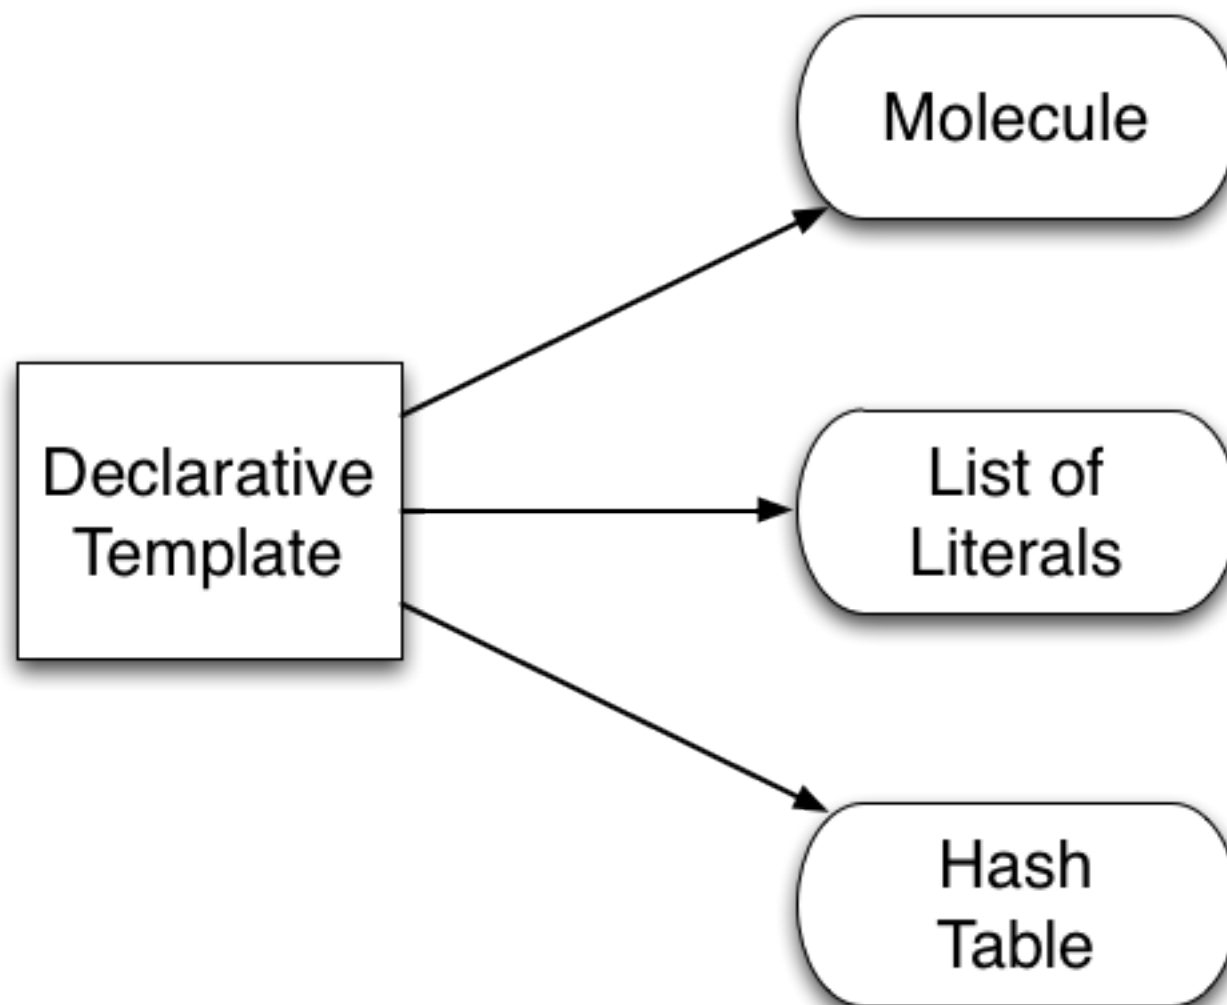 Molecule
Declarative
Template
List of
Literals
Hash
Table